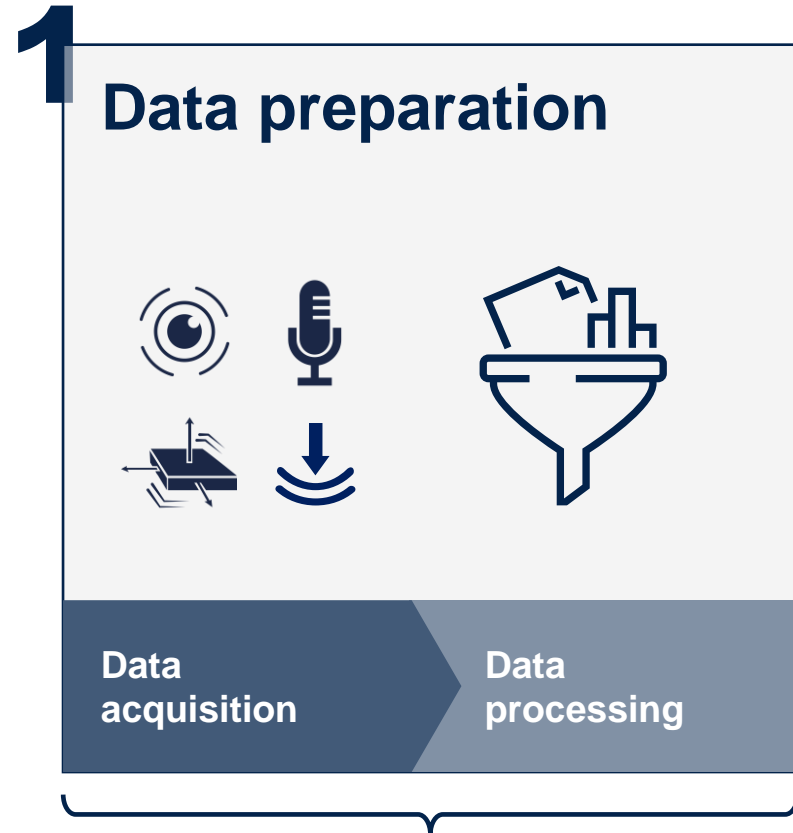 1
Data preparation
Data
acquisition
Data
processing